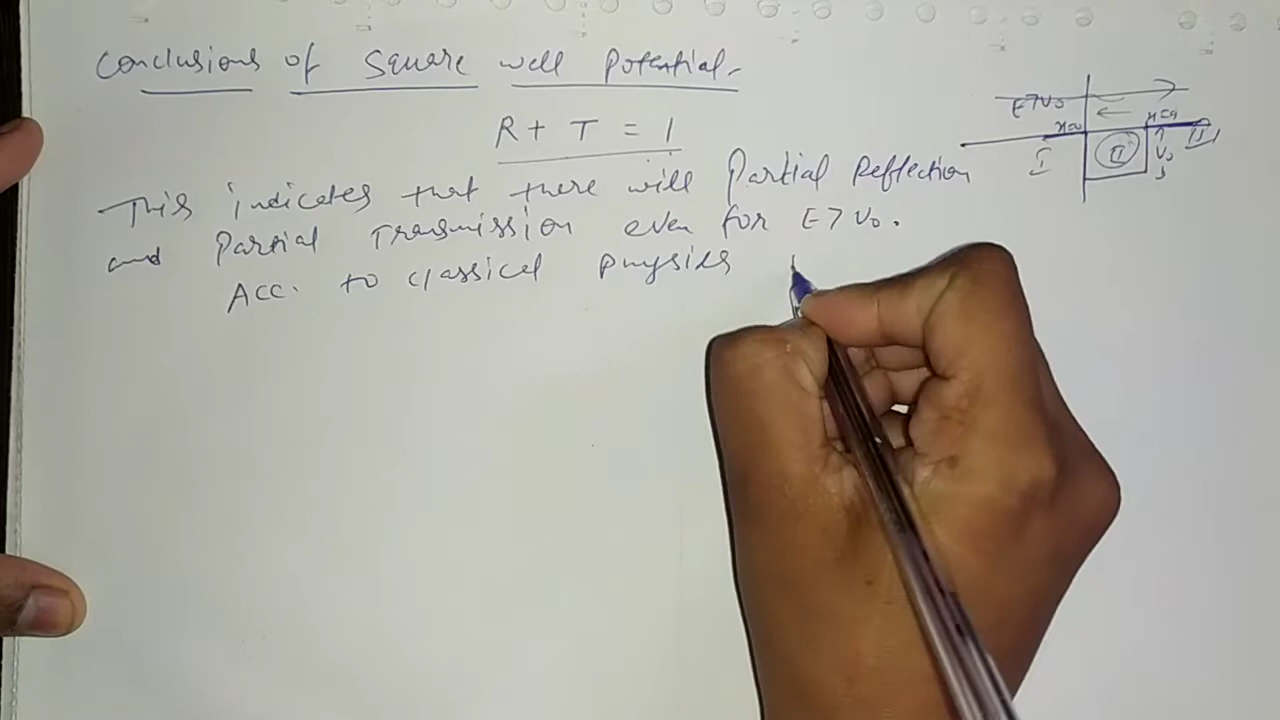 Conclusions of Square well Potential.
R + T = 1
This indicates that there will Partial Reflection
and Partial Transmission even for E > V₀.
Acc. to classical physics
E > V₀
x=0
x=a
I
II
V₀